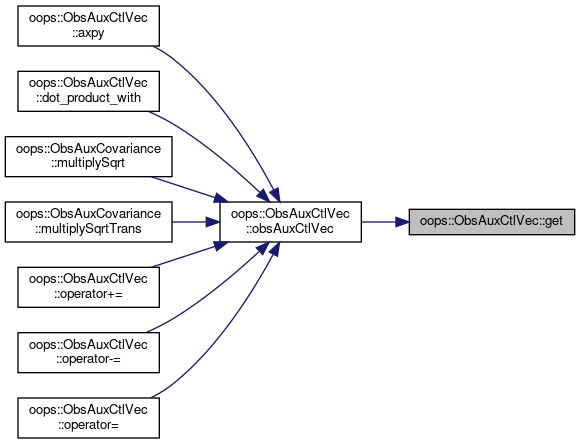 oops::ObsAuxCtlVec
::axpy
oops::ObsAuxCtlVec
::dot_product_with
oops::ObsAuxCovariance
::multiplySqrt
oops::ObsAuxCovariance
::multiplySqrtTrans
oops::ObsAuxCtlVec
::operator+=
oops::ObsAuxCtlVec
::operator-=
oops::ObsAuxCtlVec
::operator=
oops::ObsAuxCtlVec
::obsAuxCtlVec
oops::ObsAuxCtlVec::get